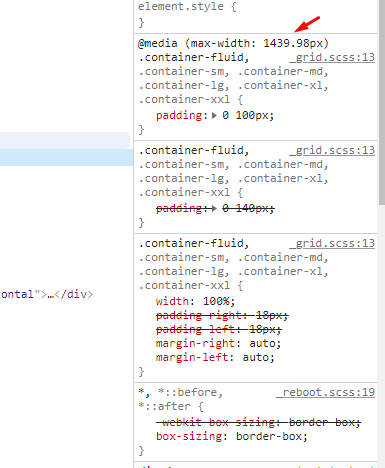 element.style {
}
@media (max-width: 1439.98px)
.container-fluid, _grid.scss:13
.container-sm, .container-md,
.container-lg, .container-xl,
.container-xxl {
padding: 0 100px;
}
.container-fluid, _grid.scss:13
.container-sm, .container-md,
.container-lg, .container-xl,
.container-xxl {
padding: 0 140px;
}
.container-fluid, _grid.scss:13
.container-sm, .container-md,
.container-lg, .container-xl,
.container-xxl {
width: 100%;
padding-right: 18px;
ontal">…</div>
padding-left: 18px;
margin-right: auto;
margin-left: auto;
}
*, *::before, _reboot.scss:19
*::after {
-webkit-box-sizing: border-box;
box-sizing: border-box;
}